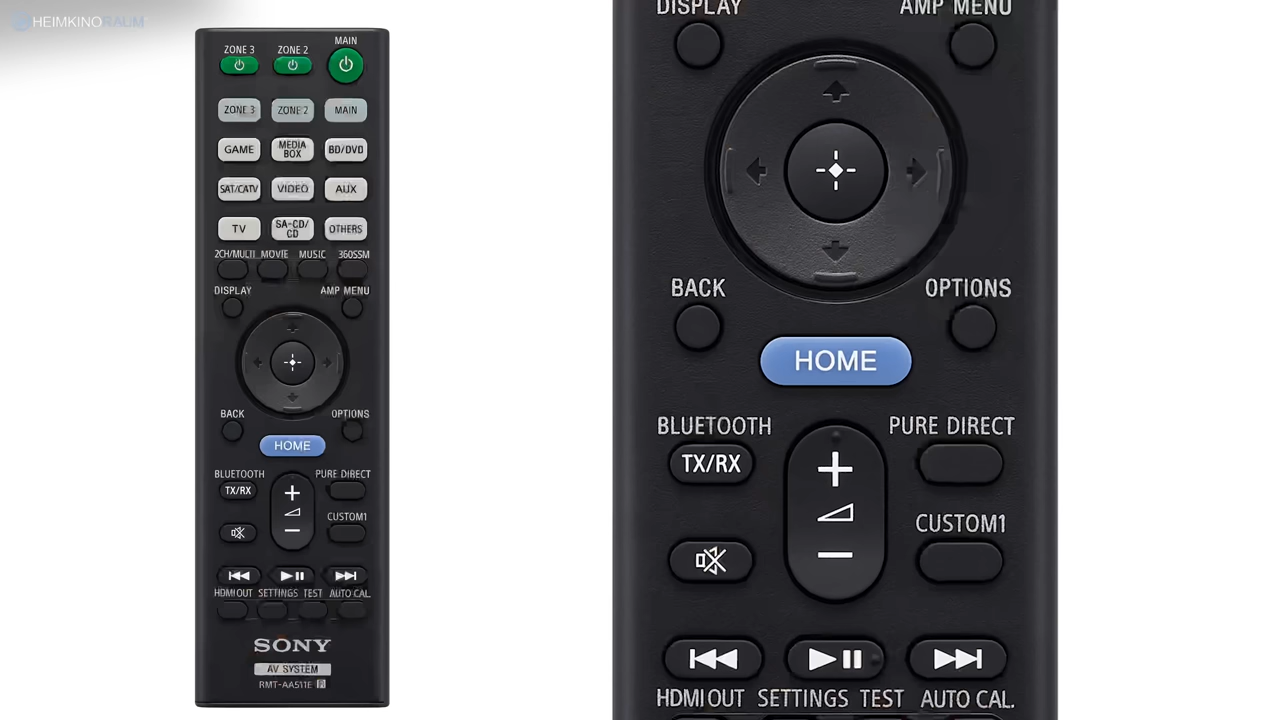 HEIMKINORAUM
MAIN
ZONE 3 ZONE 2
ZONE 3 ZONE 2 MAIN
GAME MEDIA BOX BD/DVD
SAT/CATV VIDEO AUX
TV SA-CD/CD OTHERS
2CH/MULTI MOVIE MUSIC 360SSM
DISPLAY AMP MENU
BACK OPTIONS
HOME
BLUETOOTH PURE DIRECT
TX/RX
CUSTOM1
HDMI OUT SETTINGS TEST AUTO CAL.
SONY
AV SYSTEM
RMT-AA511E
DISPLAY AMP MENU
BACK OPTIONS
HOME
BLUETOOTH PURE DIRECT
TX/RX
CUSTOM1
HDMI OUT SETTINGS TEST AUTO CAL.